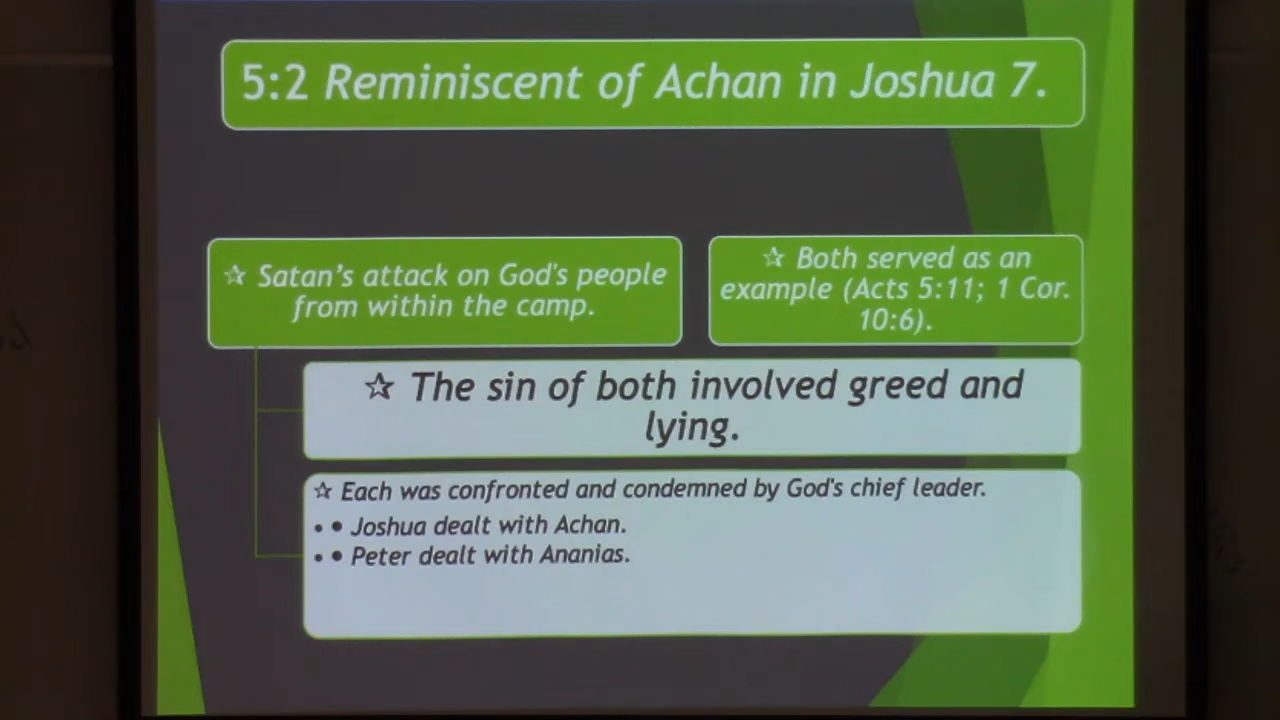 5:2 Reminiscent of Achan in Joshua 7.
☆ Satan's attack on God's people
from within the camp.
☆ Both served as an
example (Acts 5:11; 1 Cor.
10:6).
☆ The sin of both involved greed and
lying.
☆ Each was confronted and condemned by God's chief leader.
• • Joshua dealt with Achan.
• • Peter dealt with Ananias.